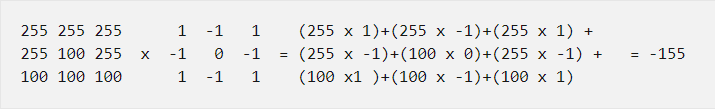 255 255 255      1 -1  1   (255 x 1)+(255 x -1)+(255 x 1) +
255 100 255  x  -1  0 -1 = (255 x -1)+(100 x 0)+(255 x -1) +   = -155
100 100 100      1 -1  1   (100 x1 )+(100 x -1)+(100 x 1)